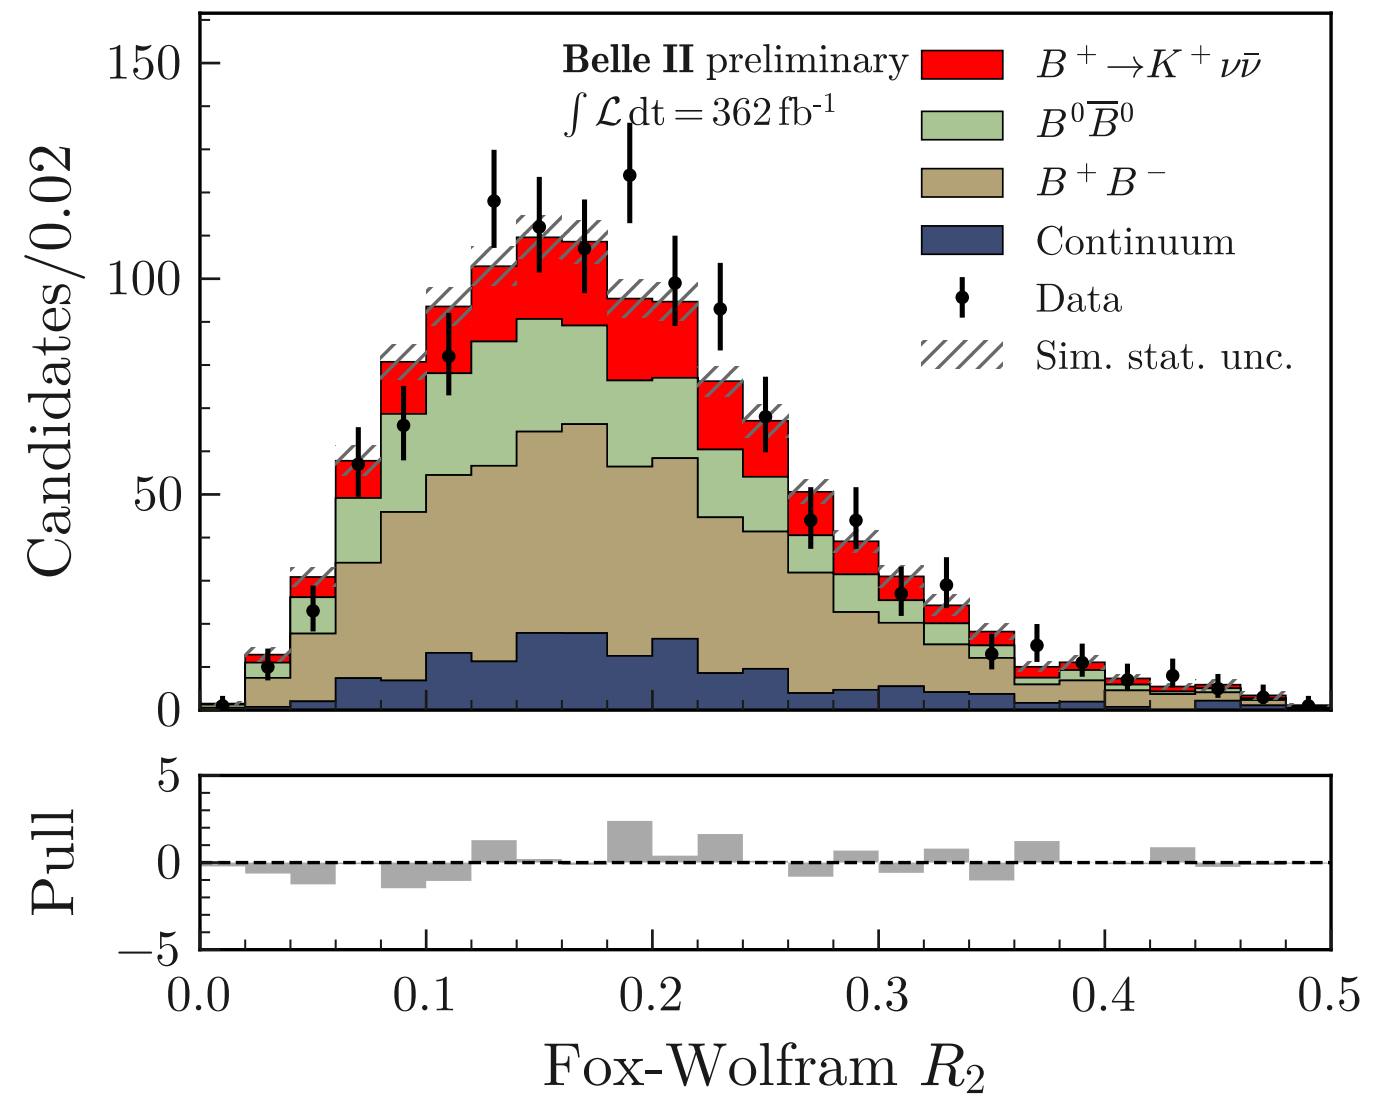 Candidates/0.02
150
100
50
0
Belle II preliminary
∫ ℒ dt = 362 fb⁻¹
B⁺ → K⁺ νν̄
B⁰B̅⁰
B⁺B⁻
Continuum
Data
Sim. stat. unc.
Pull
5
0
−5
0.0 0.1 0.2 0.3 0.4 0.5
Fox-Wolfram R₂